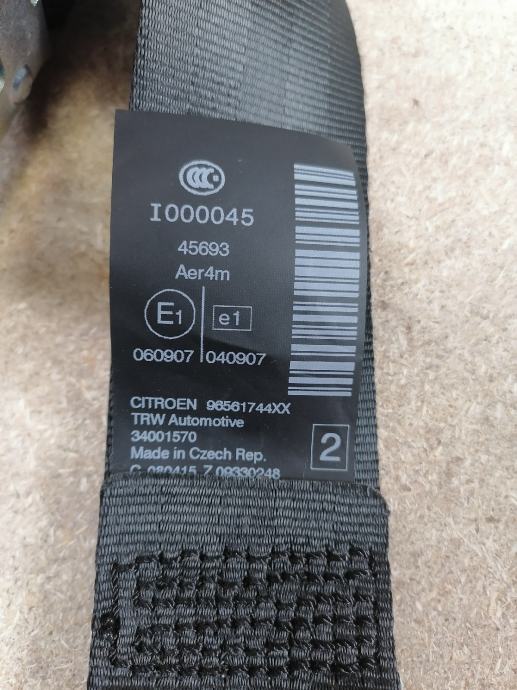 CCC
I000045
45693
Aer4m
E1 e1
060907 040907
CITROEN 96561744XX
TRW Automotive
34001570
Made in Czech Rep.
2
C 080415 Z 09330248